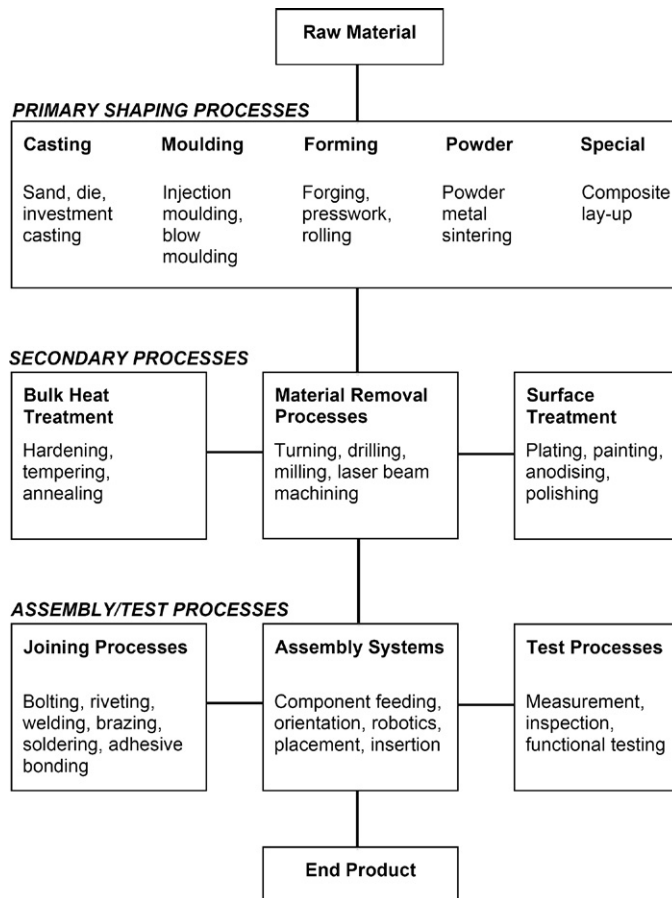 Raw Material
PRIMARY SHAPING PROCESSES
Casting
Sand, die,
investment
casting
Moulding
Injection
moulding,
blow
moulding
Forming
Forging,
presswork,
rolling
Powder
Powder
metal
sintering
Special
Composite
lay-up
SECONDARY PROCESSES
Bulk Heat
Treatment
Hardening,
tempering,
annealing
Material Removal
Processes
Turning, drilling,
milling, laser beam
machining
Surface
Treatment
Plating, painting,
anodising,
polishing
ASSEMBLY/TEST PROCESSES
Joining Processes
Bolting, riveting,
welding, brazing,
soldering, adhesive
bonding
Assembly Systems
Component feeding,
orientation, robotics,
placement, insertion
Test Processes
Measurement,
inspection,
functional testing
End Product